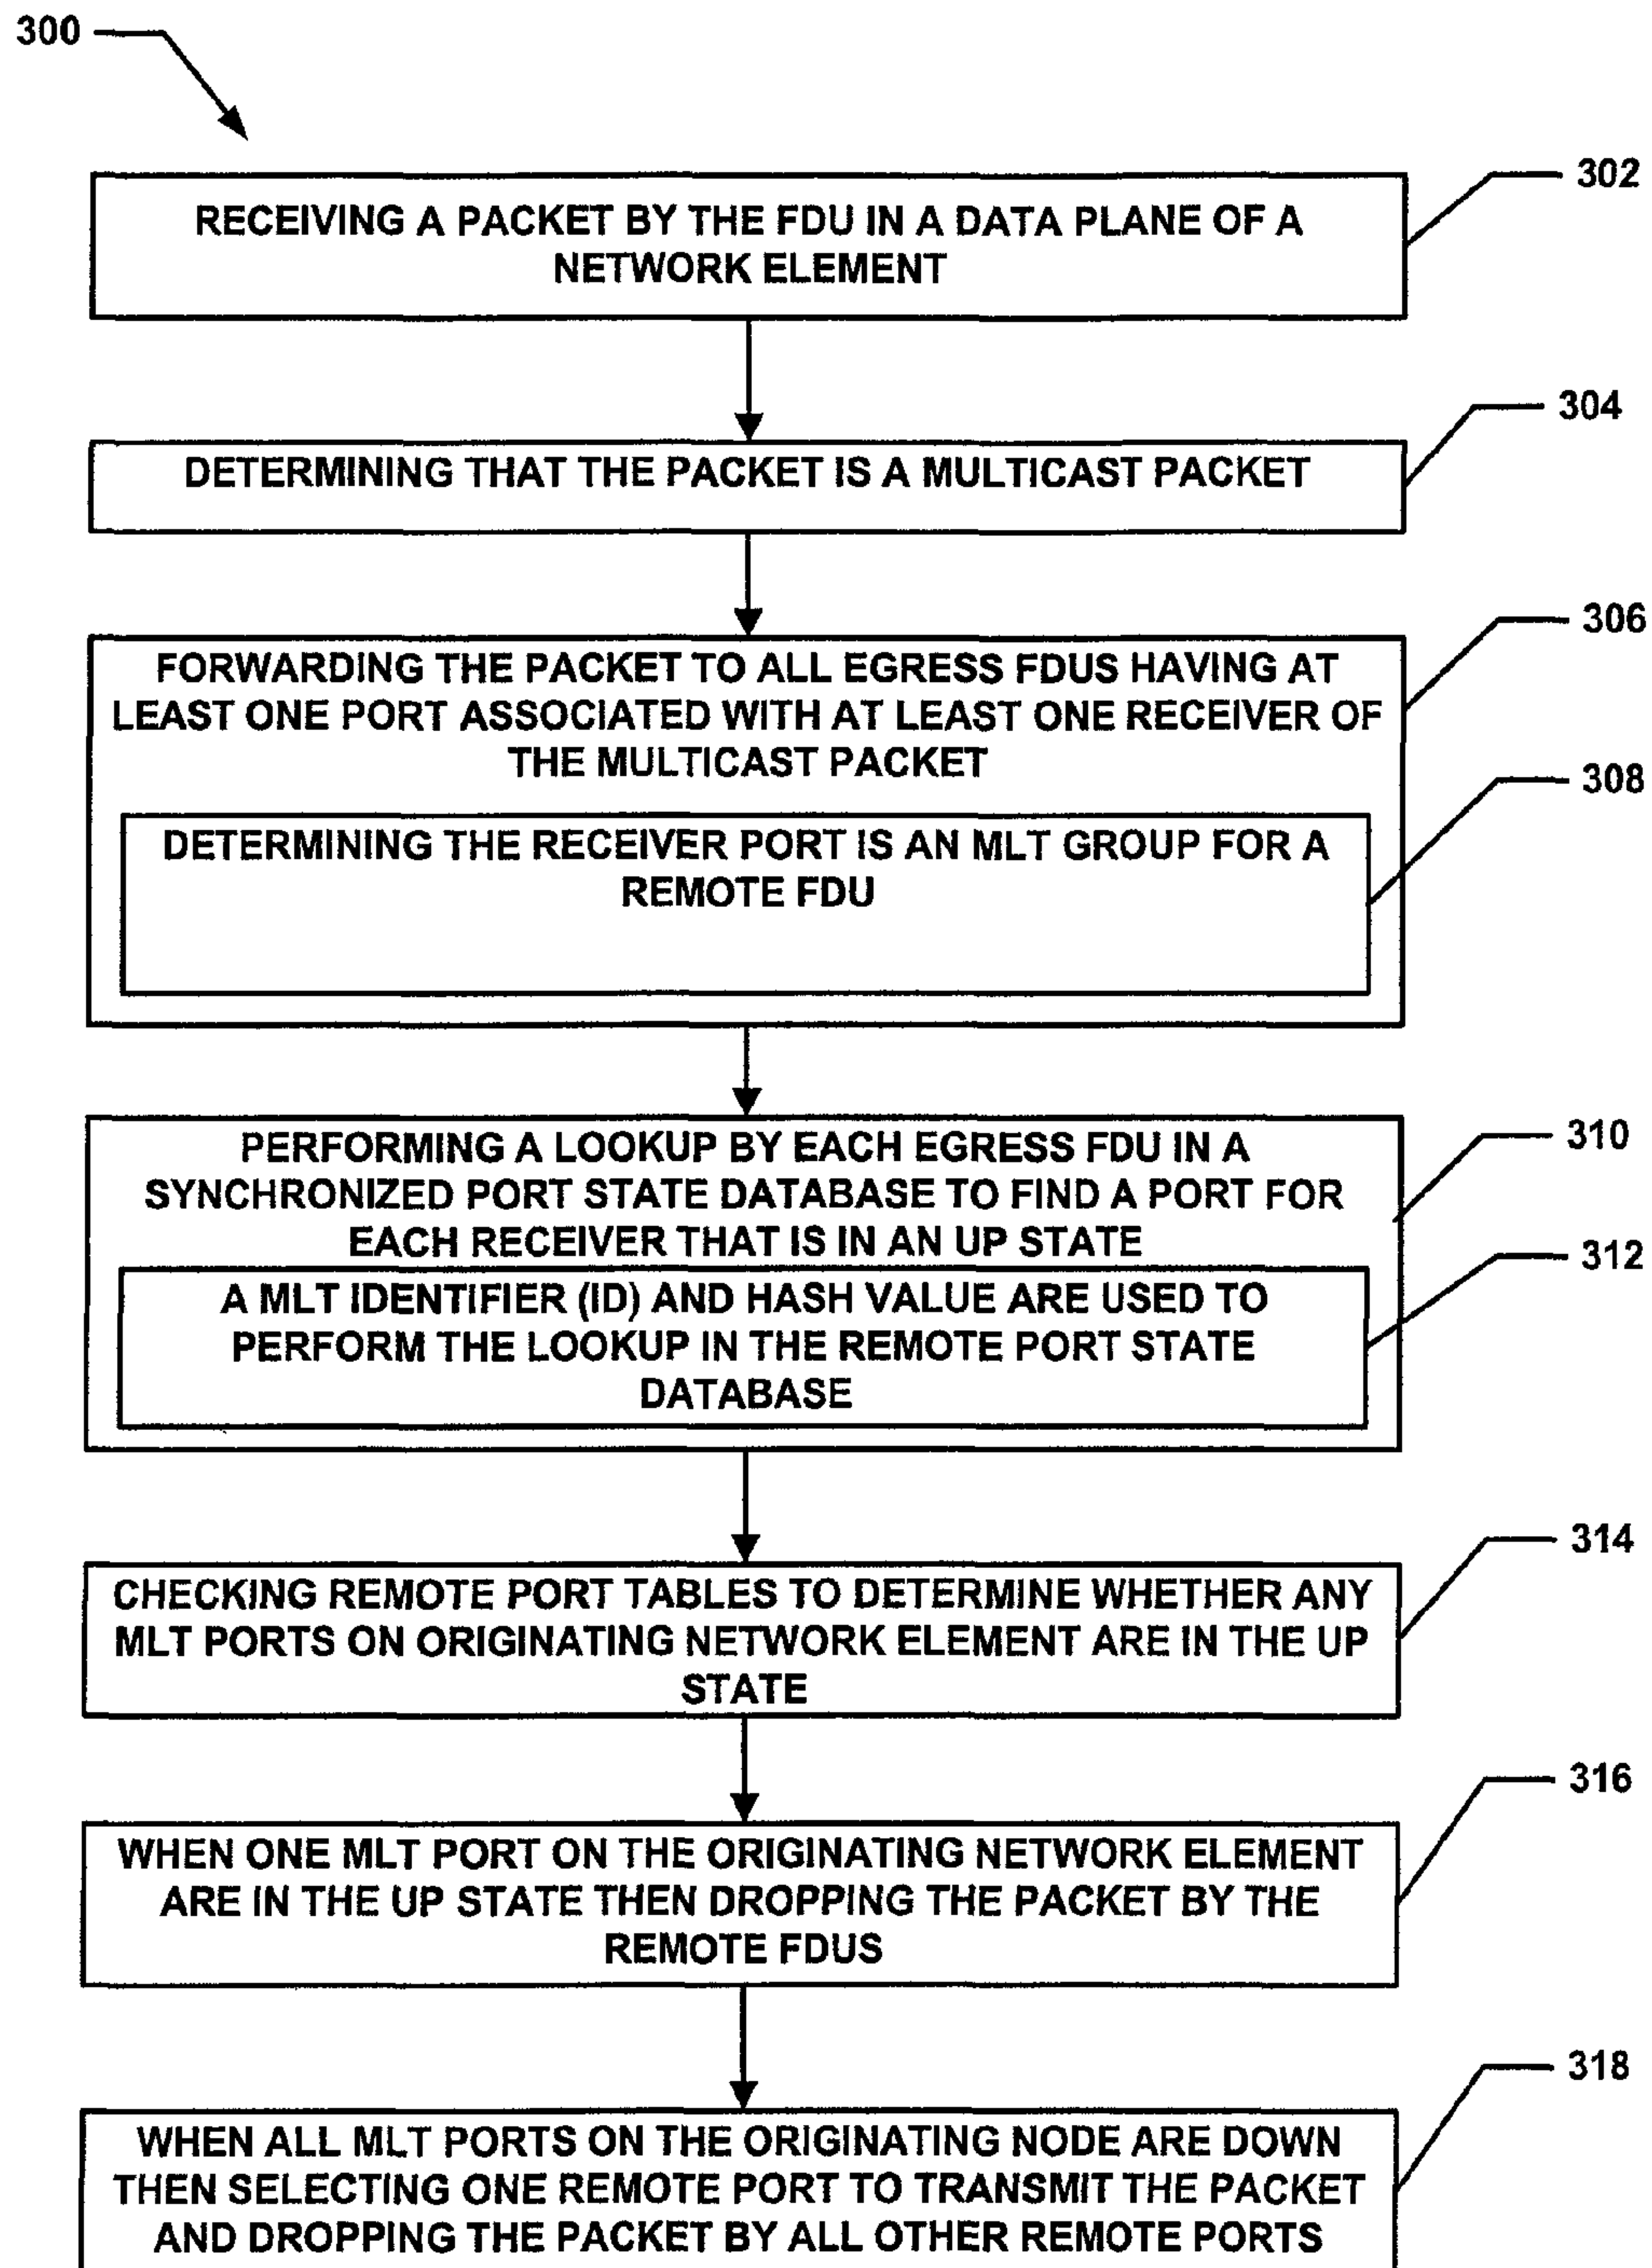 300
302
RECEIVING A PACKET BY THE FDU IN A DATA PLANE OF A
NETWORK ELEMENT
304
DETERMINING THAT THE PACKET IS A MULTICAST PACKET
306
FORWARDING THE PACKET TO ALL EGRESS FDUS HAVING AT
LEAST ONE PORT ASSOCIATED WITH AT LEAST ONE RECEIVER OF
THE MULTICAST PACKET
308
DETERMINING THE RECEIVER PORT IS AN MLT GROUP FOR A
REMOTE FDU
310
PERFORMING A LOOKUP BY EACH EGRESS FDU IN A
SYNCHRONIZED PORT STATE DATABASE TO FIND A PORT FOR
EACH RECEIVER THAT IS IN AN UP STATE
312
A MLT IDENTIFIER (ID) AND HASH VALUE ARE USED TO
PERFORM THE LOOKUP IN THE REMOTE PORT STATE
DATABASE
314
CHECKING REMOTE PORT TABLES TO DETERMINE WHETHER ANY
MLT PORTS ON ORIGINATING NETWORK ELEMENT ARE IN THE UP
STATE
316
WHEN ONE MLT PORT ON THE ORIGINATING NETWORK ELEMENT
ARE IN THE UP STATE THEN DROPPING THE PACKET BY THE
REMOTE FDUS
318
WHEN ALL MLT PORTS ON THE ORIGINATING NODE ARE DOWN
THEN SELECTING ONE REMOTE PORT TO TRANSMIT THE PACKET
AND DROPPING THE PACKET BY ALL OTHER REMOTE PORTS